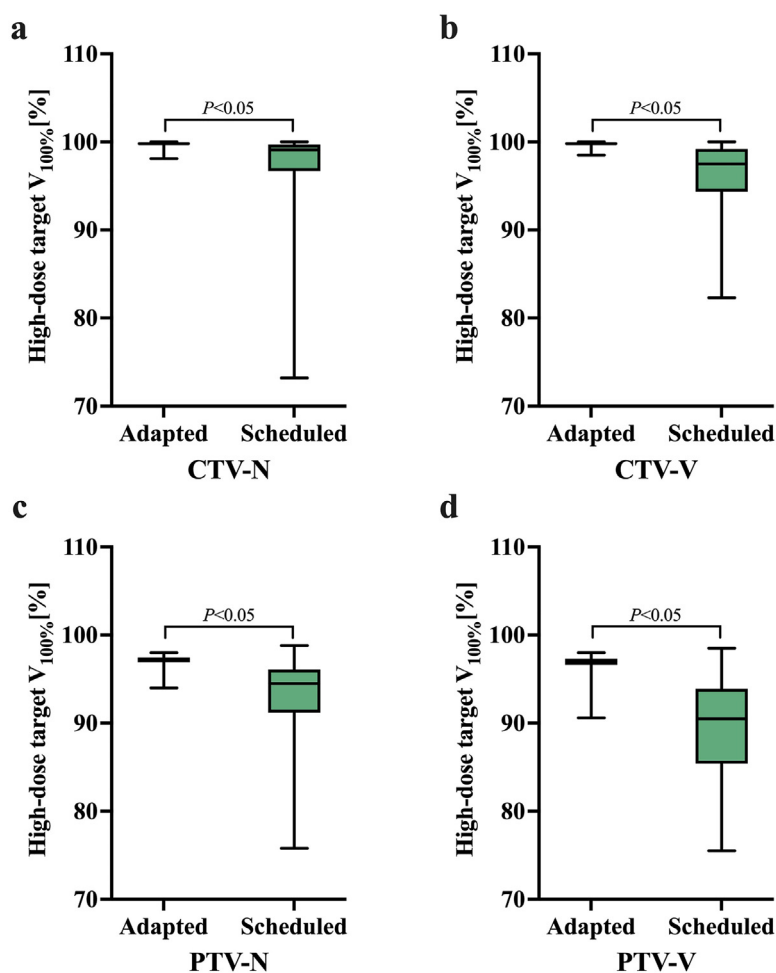 a
High-dose target V100%[%]
110
100
90
80
70
P<0.05
Adapted Scheduled
CTV-N
b
High-dose target V100%[%]
110
100
90
80
70
P<0.05
Adapted Scheduled
CTV-V
c
High-dose target V100%[%]
110
100
90
80
70
P<0.05
Adapted Scheduled
PTV-N
d
High-dose target V100%[%]
110
100
90
80
70
P<0.05
Adapted Scheduled
PTV-V